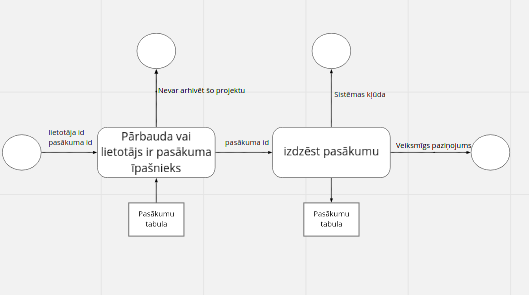 Nevar arhivēt šo projektu
Sistēmas kļūda
lietotāja id
pasākuma id
Pārbauda vai
lietotājs ir pasākuma
īpašnieks
pasākuma id
izdzēst pasākumu
Veiksmīgs paziņojums
Pasākumu
tabula
Pasākumu
tabula